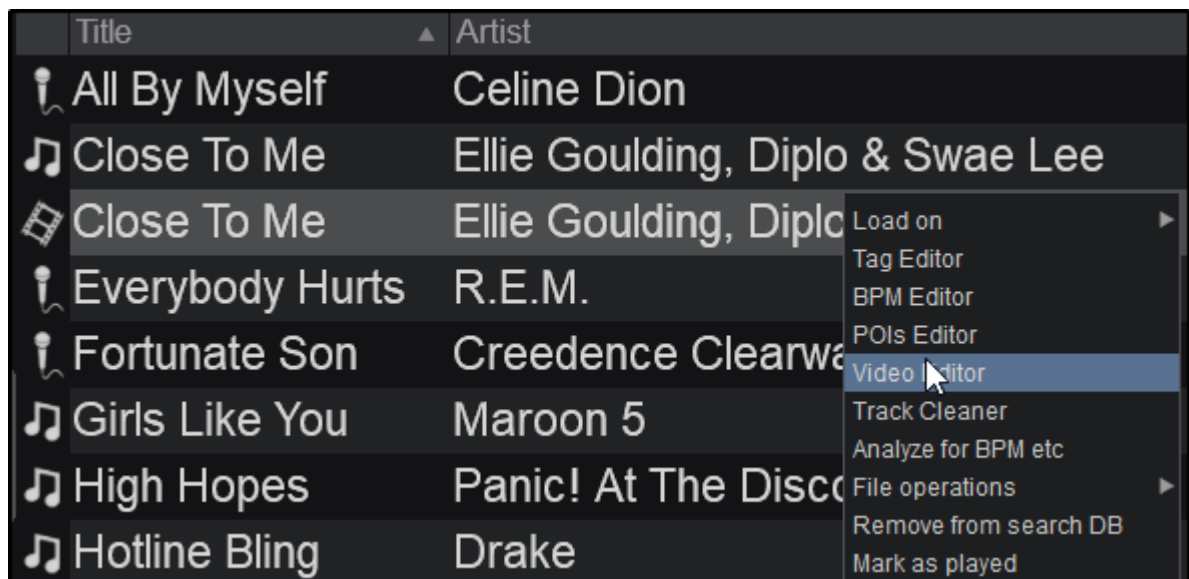 Title Artist
All By Myself Celine Dion
Close To Me Ellie Goulding, Diplo & Swae Lee
Close To Me Ellie Goulding,
Everybody Hurts R.E.M.
Fortunate Son Creedence
Girls Like You Maroon 5
High Hopes Panic! At The
Hotline Bling Drake
Load on
Tag Editor
BPM Editor
POIs Editor
Video Editor
Track Cleaner
Analyze for BPM etc
File operations
Remove from search DB
Mark as played